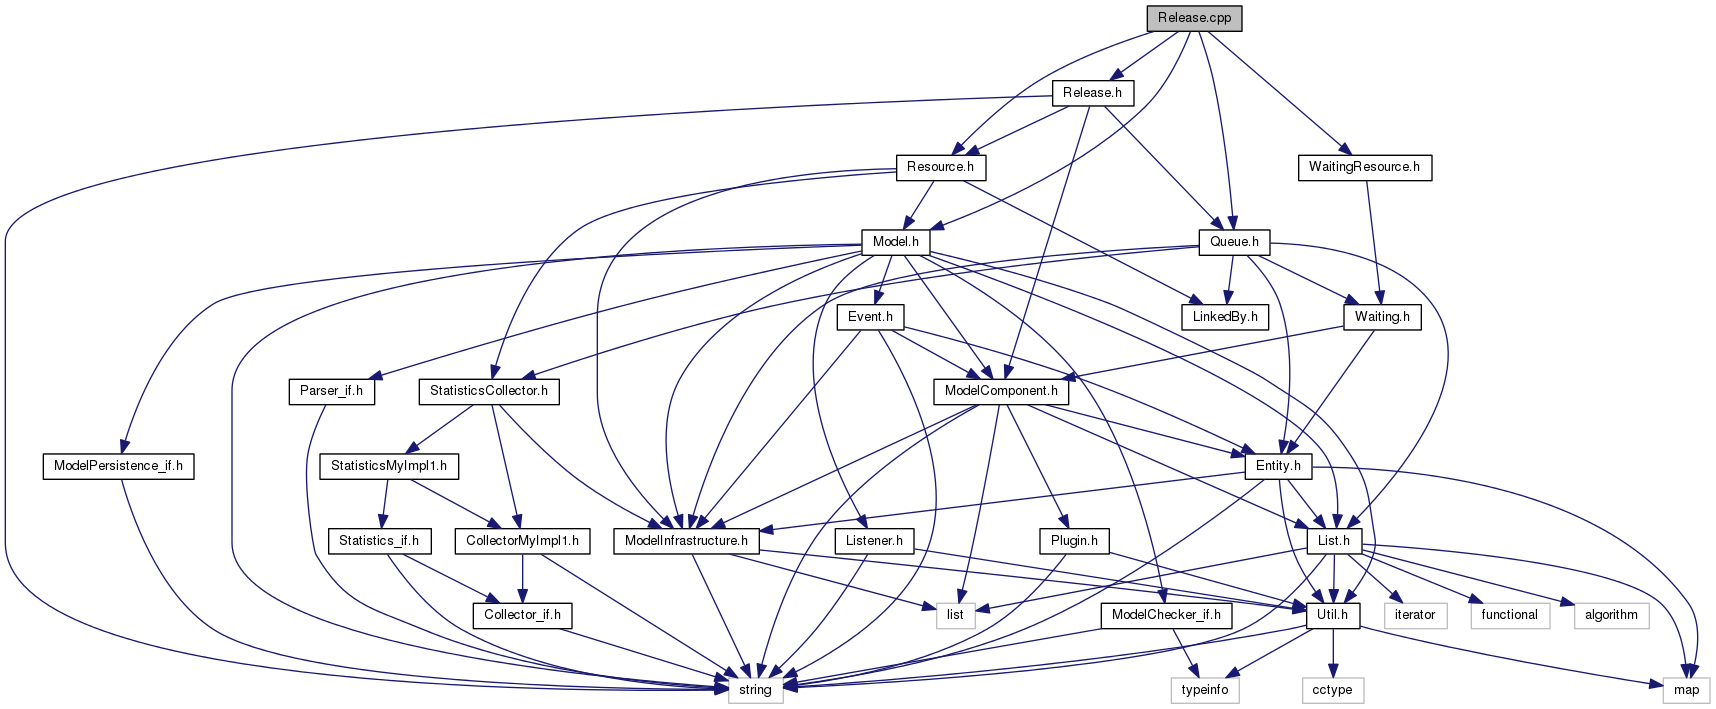 Release.cpp
Release.h
Resource.h
WaitingResource.h
Model.h
Queue.h
Event.h
LinkedBy.h
Waiting.h
Parser_if.h
StatisticsCollector.h
ModelComponent.h
ModelPersistence_if.h
StatisticsMyImpl1.h
Entity.h
Statistics_if.h
CollectorMyImpl1.h
ModelInfrastructure.h
Listener.h
Plugin.h
List.h
Collector_if.h
list
ModelChecker_if.h
Util.h
iterator
functional
algorithm
string
typeinfo
cctype
map